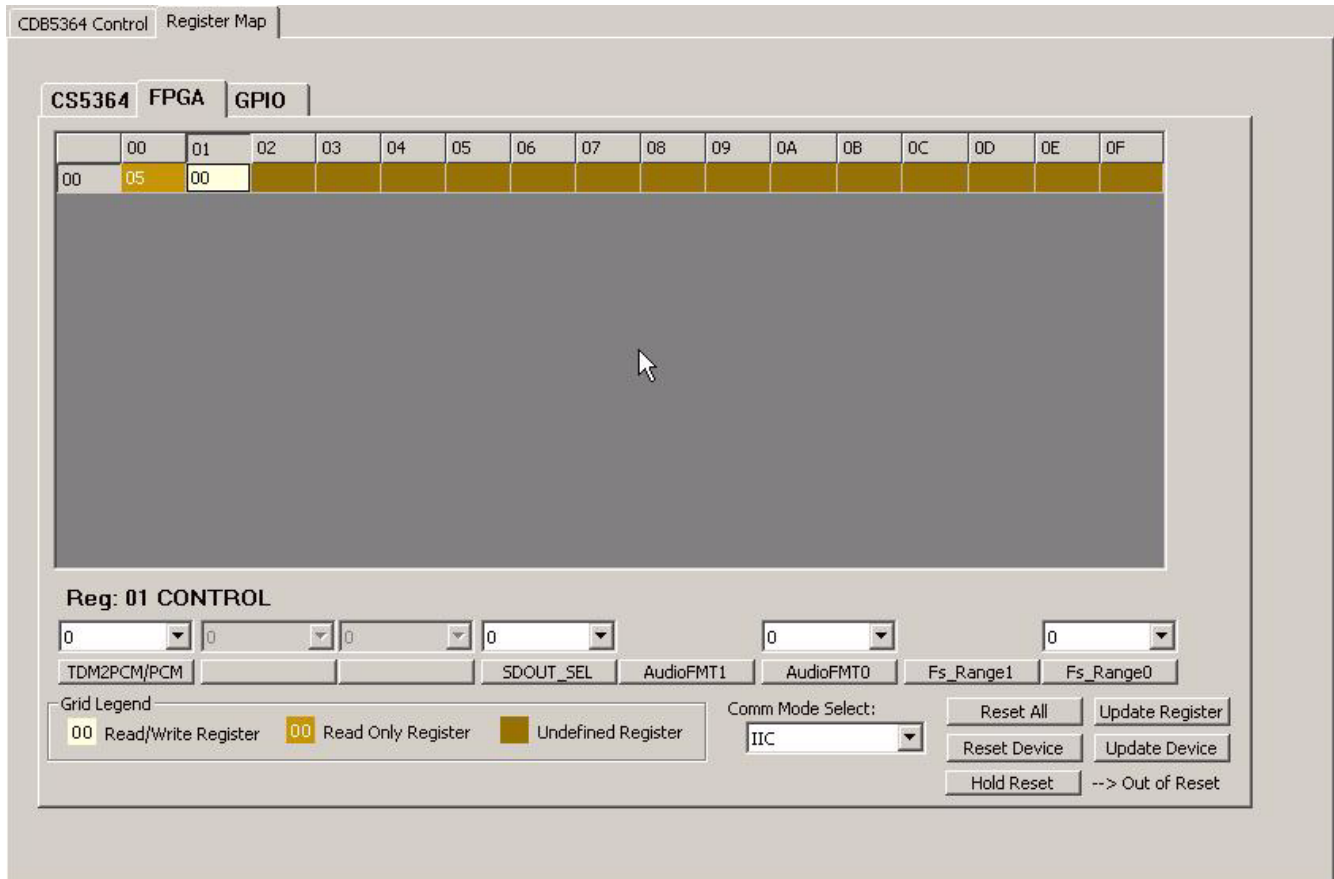 CDB5364 Control Register Map
CS5364 FPGA GPIO
00 01 02 03 04 05 06 07 08 09 0A 0B 0C 0D 0E 0F
00 05 00
Reg: 01 CONTROL
0 0 0 0 0 0
TDM2PCM/PCM SDOUT_SEL AudioFMT1 AudioFMT0 Fs_Range1 Fs_Range0
Grid Legend
00 Read/Write Register 00 Read Only Register Undefined Register
Comm Mode Select:
IIC
Reset All Update Register
Reset Device Update Device
Hold Reset --> Out of Reset